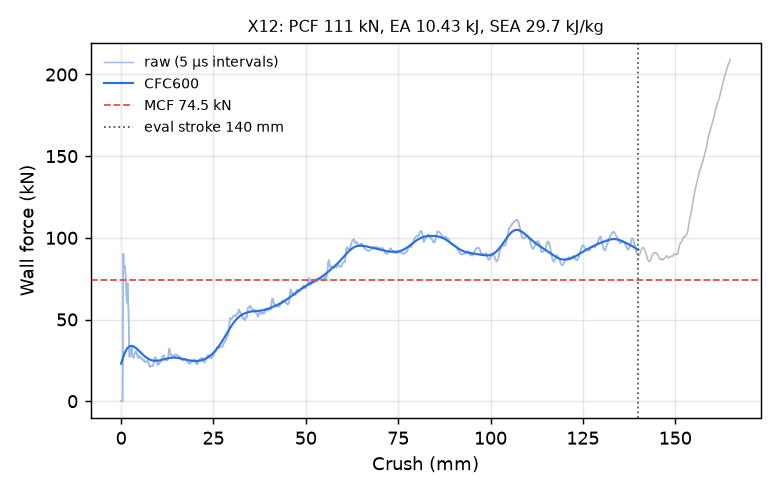 X12: PCF 111 kN, EA 10.43 kJ, SEA 29.7 kJ/kg
raw (5 µs intervals)
CFC600
MCF 74.5 kN
eval stroke 140 mm
Wall force (kN)
200
150
100
50
0
0 25 50 75 100 125 150
Crush (mm)